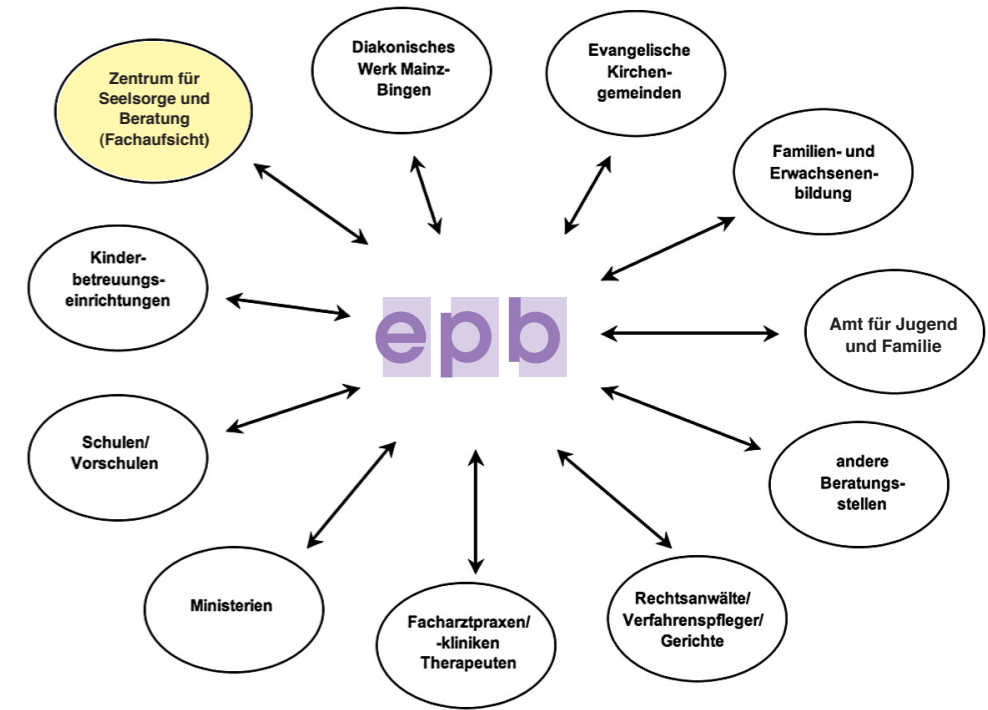 Zentrum für
Seelsorge und
Beratung
(Fachaufsicht)
Diakonisches
Werk Mainz-
Bingen
Evangelische
Kirchen-
gemeinden
Familien- und
Erwachsenen-
bildung
Kinder-
betreuungs-
einrichtungen
epb
Amt für Jugend
und Familie
Schulen/
Vorschulen
andere
Beratungs-
stellen
Ministerien
Facharztpraxen/
-kliniken
Therapeuten
Rechtsanwälte/
Verfahrenspfleger/
Gerichte